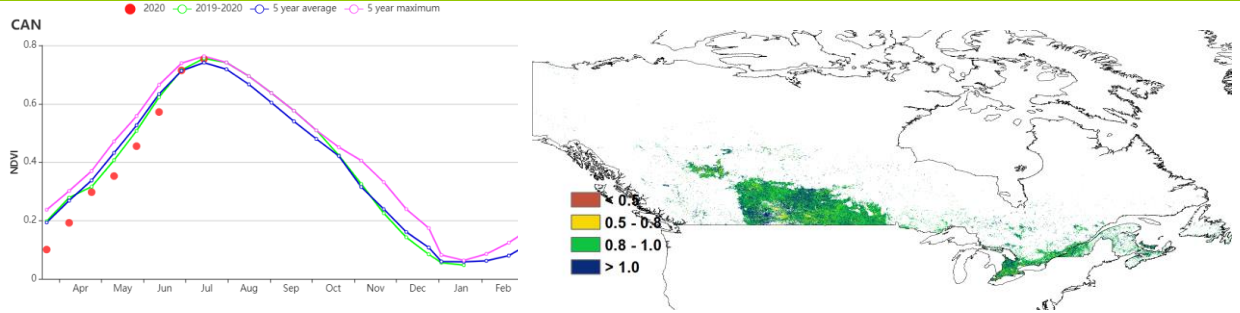 2020 2019-2020 5 year average 5 year maximum
CAN
0.8
0.6
0.4
0.2
0
NDVI
Apr May Jun Jul Aug Sep Oct Nov Dec Jan Feb
< 0.5
0.5 - 0.8
0.8 - 1.0
> 1.0